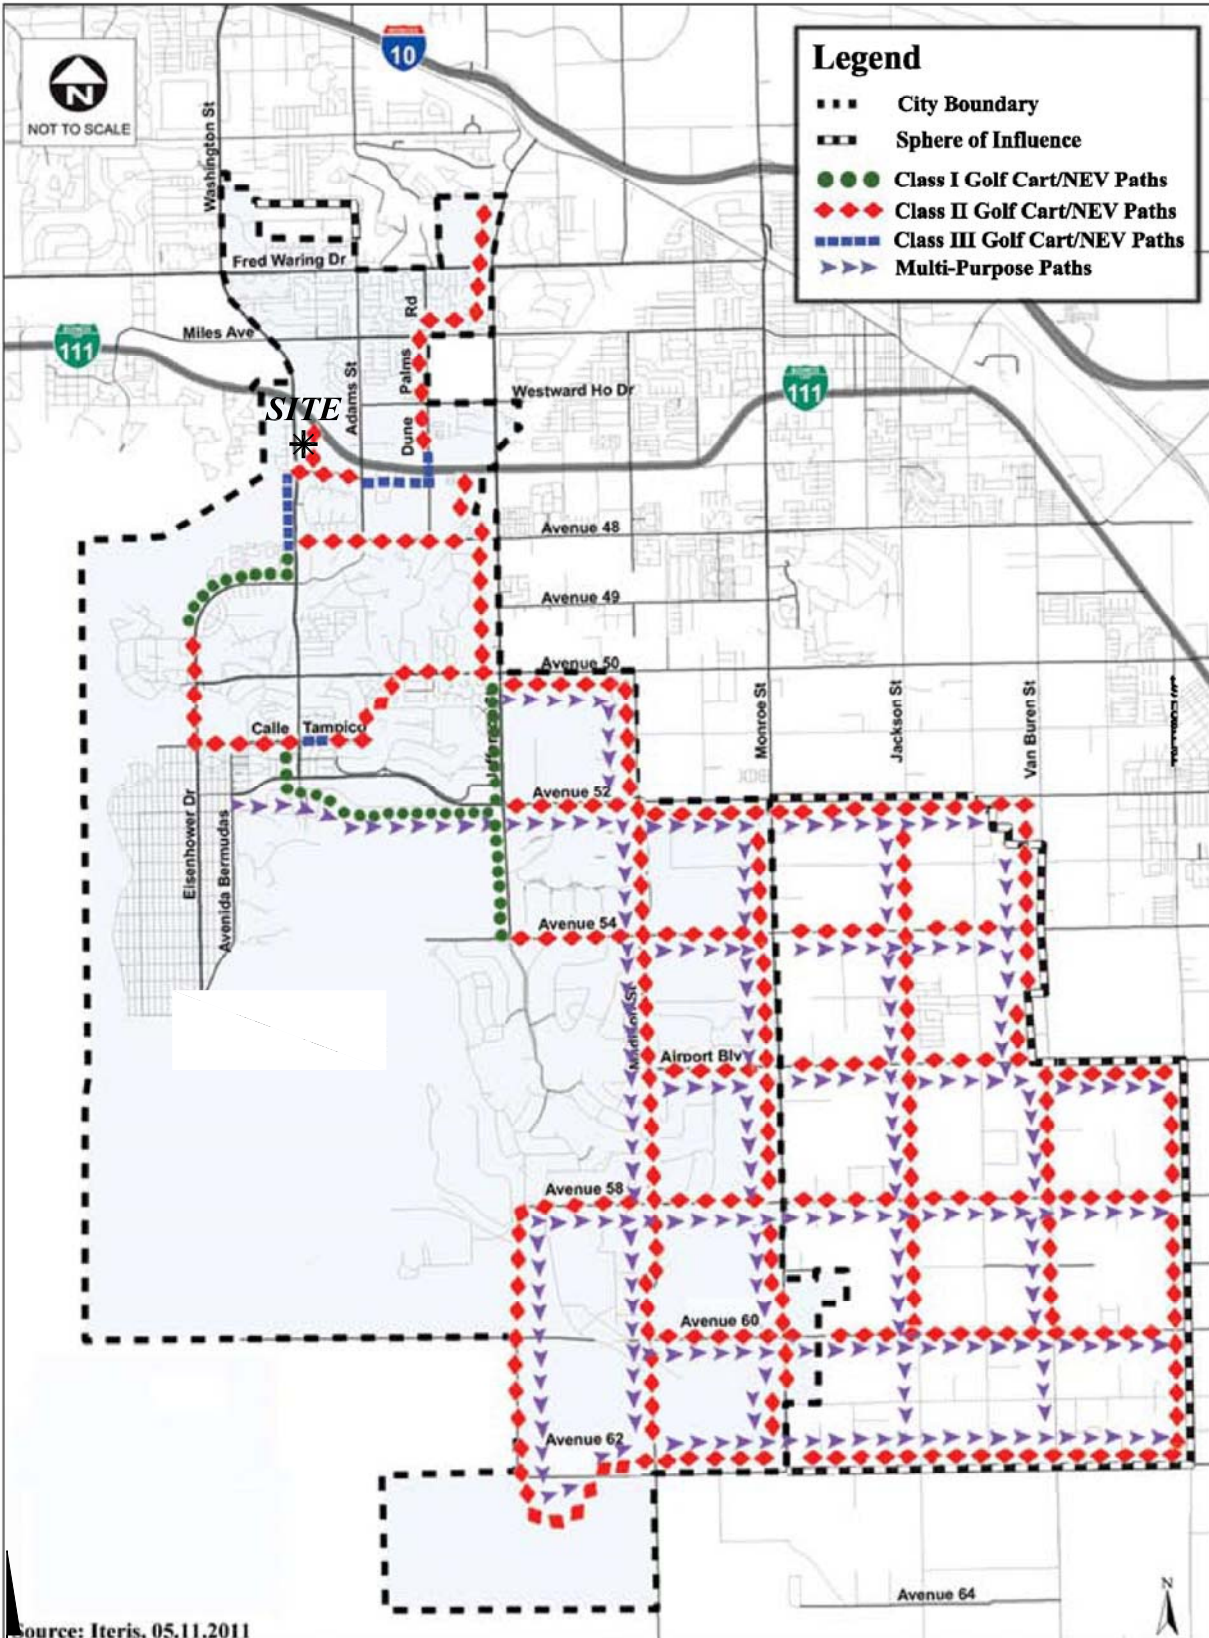 INTERSTATE
10
Legend
City Boundary
Sphere of Influence
Class I Golf Cart/NEV Paths
Class II Golf Cart/NEV Paths
Class III Golf Cart/NEV Paths
Multi-Purpose Paths
N
NOT TO SCALE
Washington St
Fred Waring Dr
Miles Ave
111
Adams St
Dune Palms Rd
Westward Ho Dr
111
SITE
Avenue 48
Avenue 49
Avenue 50
Calle Tampico
Monroe St
Jackson St
Van Buren St
Avenue 52
Eisenhower Dr
Avenida Bermudas
Avenue 54
Airport Blv
Avenue 58
Avenue 60
Avenue 62
Avenue 64
N
Source: Iteris, 05.11.2011